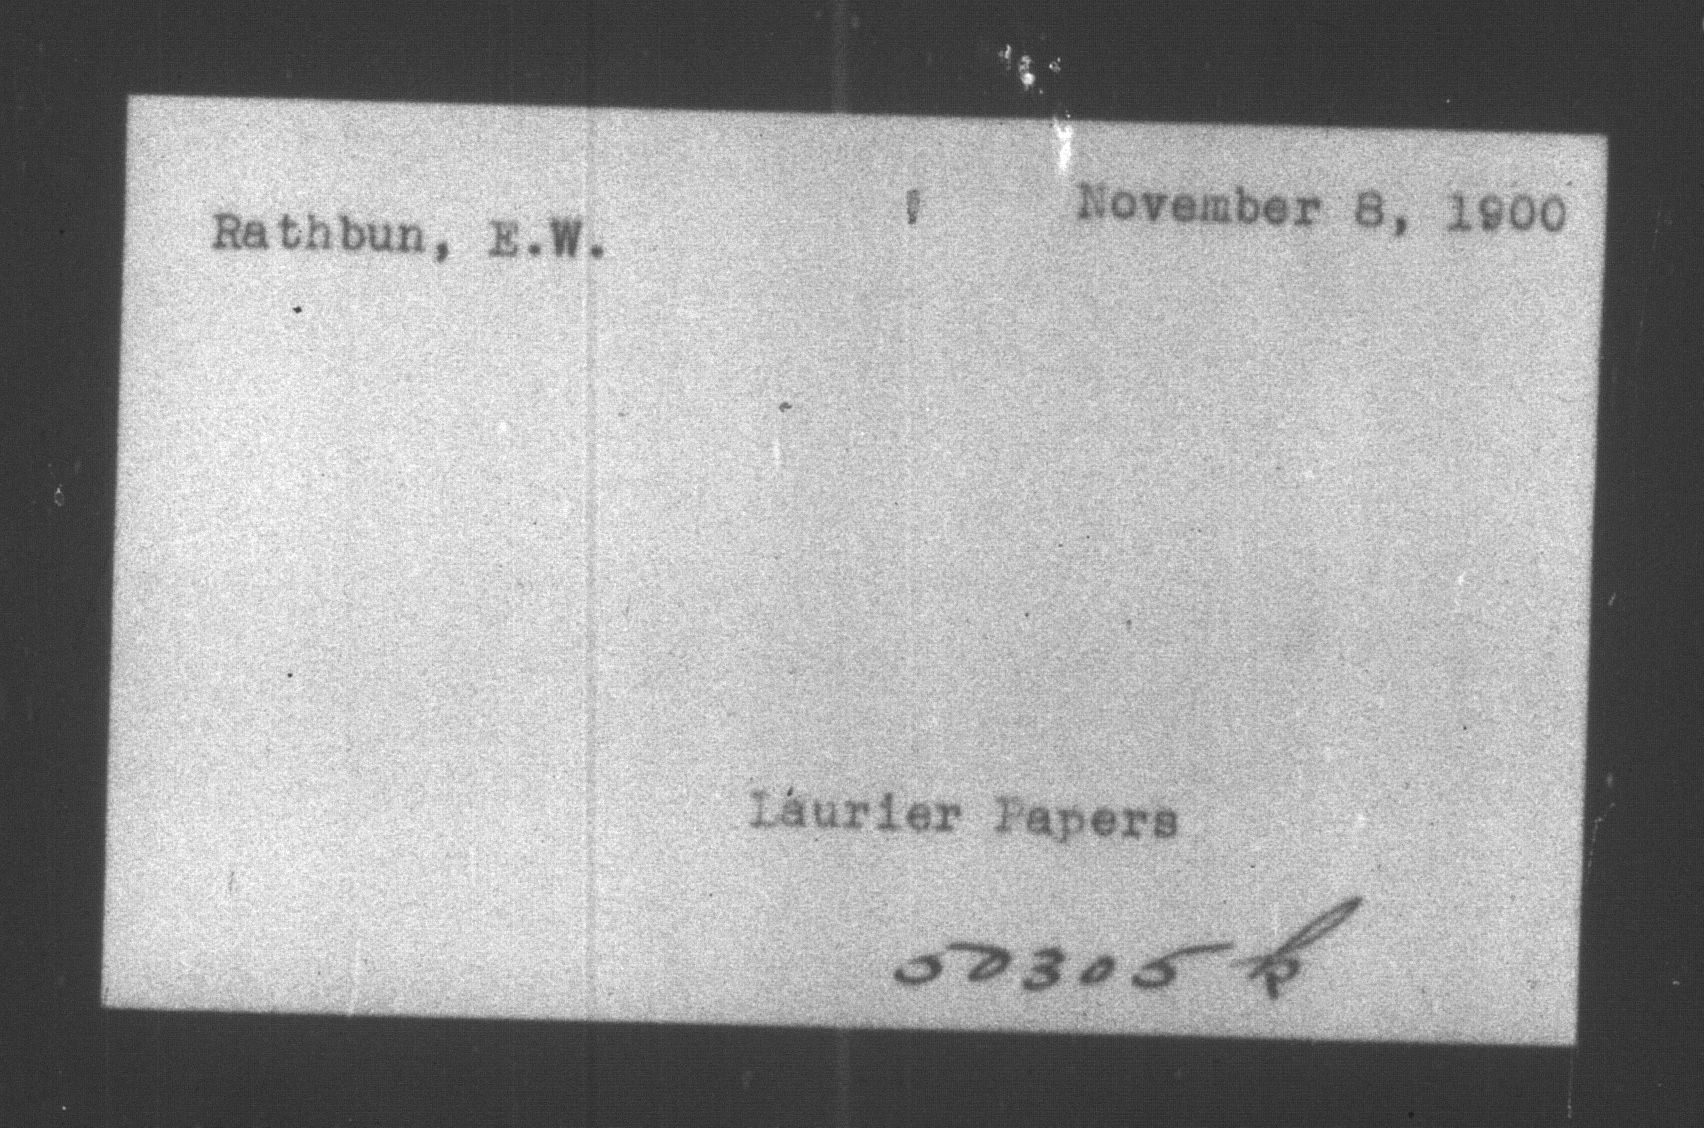 Rathbun, E.W. November 8, 1900
Laurier Papers
50305 k